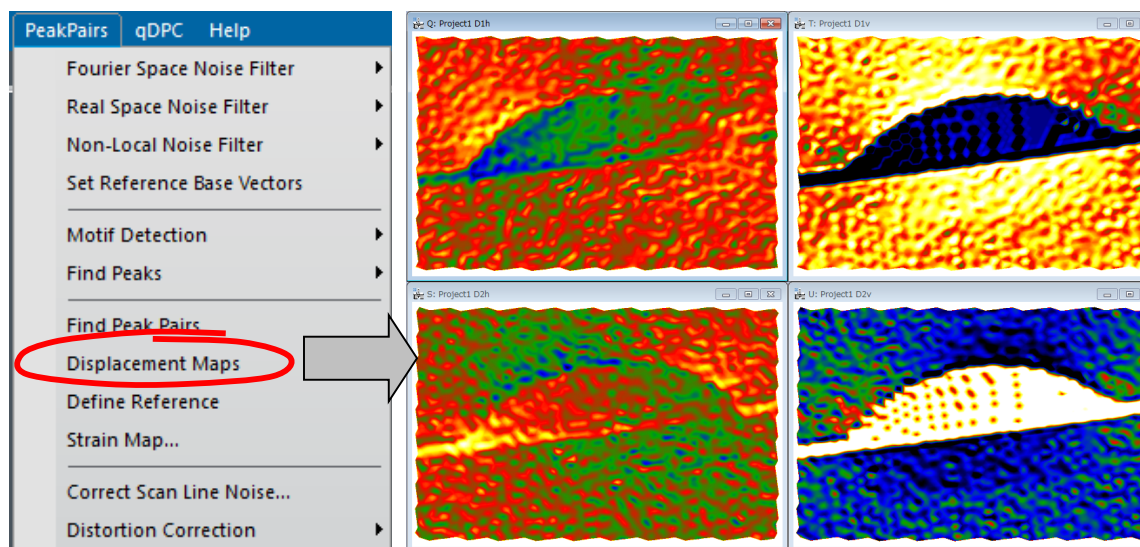 PeakPairs qDPC Help
Fourier Space Noise Filter
Real Space Noise Filter
Non-Local Noise Filter
Set Reference Base Vectors
Motif Detection
Find Peaks
Find Peak Pairs
Displacement Maps
Define Reference
Strain Map...
Correct Scan Line Noise...
Distortion Correction
Q: Project1 D1h
T: Project1 D1v
S: Project1 D2h
U: Project1 D2v